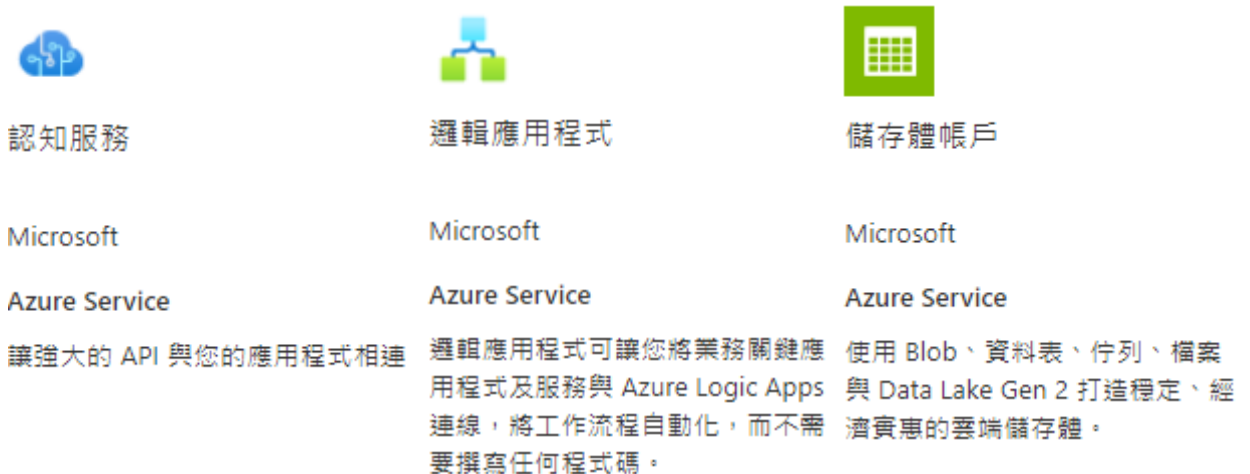 認知服務
Microsoft
Azure Service
讓強大的 API 與您的應用程式相連
邏輯應用程式
Microsoft
Azure Service
邏輯應用程式可讓您將業務關鍵應
用程式及服務與 Azure Logic Apps
連線，將工作流程自動化，而不需
要撰寫任何程式碼。
儲存體帳戶
Microsoft
Azure Service
使用 Blob、資料表、佇列、檔案
與 Data Lake Gen 2 打造穩定、經
濟實惠的雲端儲存體。